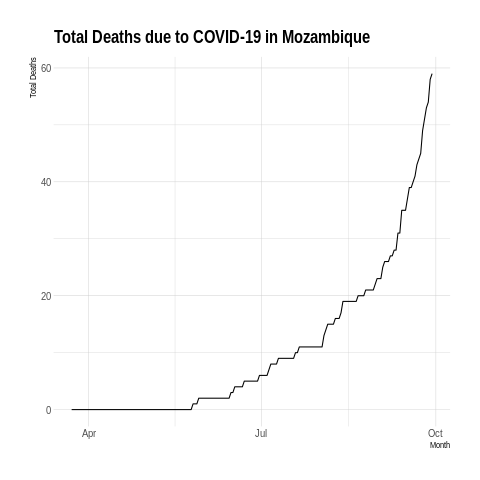 Total Deaths due to COVID-19 in Mozambique
Total Deaths
60
40
20
0
Apr
Jul
Oct
Month